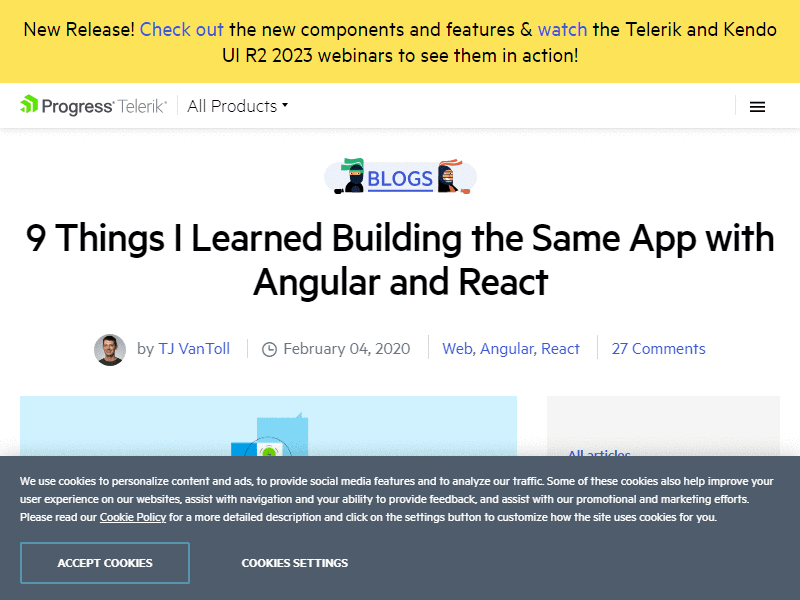 New Release! Check out the new components and features & watch the Telerik and Kendo
UI R2 2023 webinars to see them in action!
Progress Telerik
All Products
BLOGS
9 Things I Learned Building the Same App with
Angular and React
by TJ VanToll
February 04, 2020
Web, Angular, React
27 Comments
All articles
We use cookies to personalize content and ads, to provide social media features and to analyze our traffic. Some of these cookies also help improve your
user experience on our websites, assist with navigation and your ability to provide feedback, and assist with our promotional and marketing efforts.
Please read our Cookie Policy for a more detailed description and click on the settings button to customize how the site uses cookies for you.
ACCEPT COOKIES
COOKIES SETTINGS